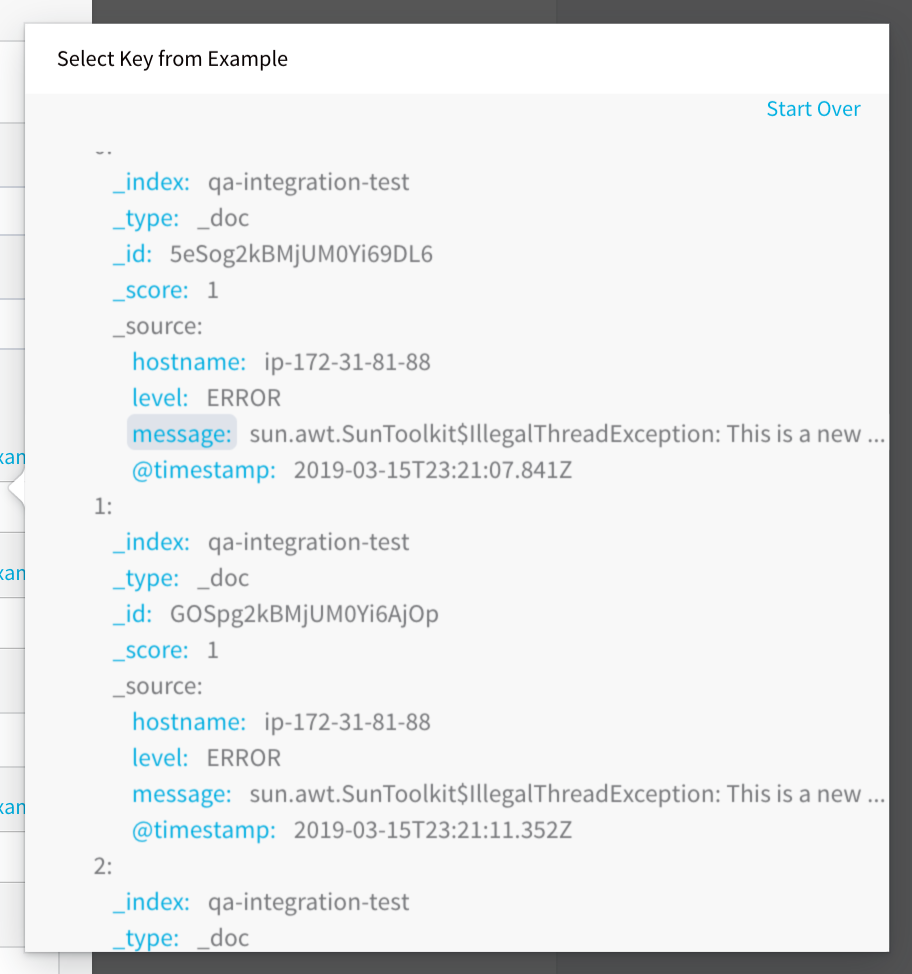 Select Key from Example
Start Over
_index: qa-integration-test
_type: _doc
_id: 5eSog2kBMjUM0Yi69DL6
_score: 1
_source:
hostname: ip-172-31-81-88
level: ERROR
message: sun.awt.SunToolkit$IllegalThreadException: This is a new ...
@timestamp: 2019-03-15T23:21:07.841Z
1:
_index: qa-integration-test
_type: _doc
_id: GOSpg2kBMjUM0Yi6AjOp
_score: 1
_source:
hostname: ip-172-31-81-88
level: ERROR
message: sun.awt.SunToolkit$IllegalThreadException: This is a new ...
@timestamp: 2019-03-15T23:21:11.352Z
2:
_index: qa-integration-test
_type: _doc